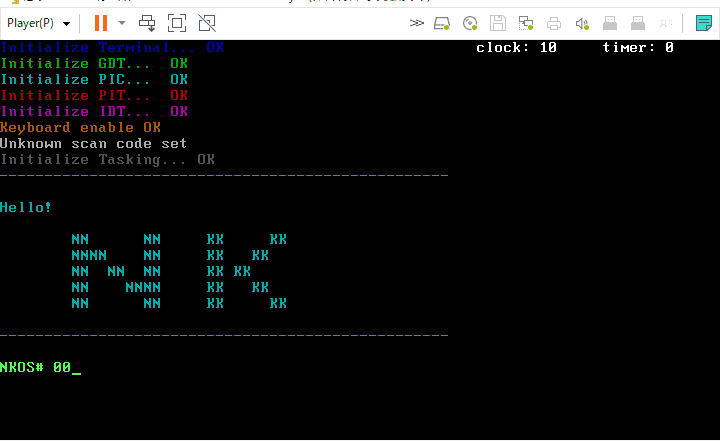 Player(P)
Initialize Terminal... OK clock: 10 timer: 0
Initialize GDT... OK
Initialize PIC... OK
Initialize PIT... OK
Initialize IDT... OK
Keyboard enable OK
Unknown scan code set
Initialize Tasking... OK
--------------------------------------------------
Hello!
NN NN KK KK
NNNN NN KK KK
NN NN NN KK KK
NN NNNN KK KK
NN NN KK KK
--------------------------------------------------
NKOS# 00_